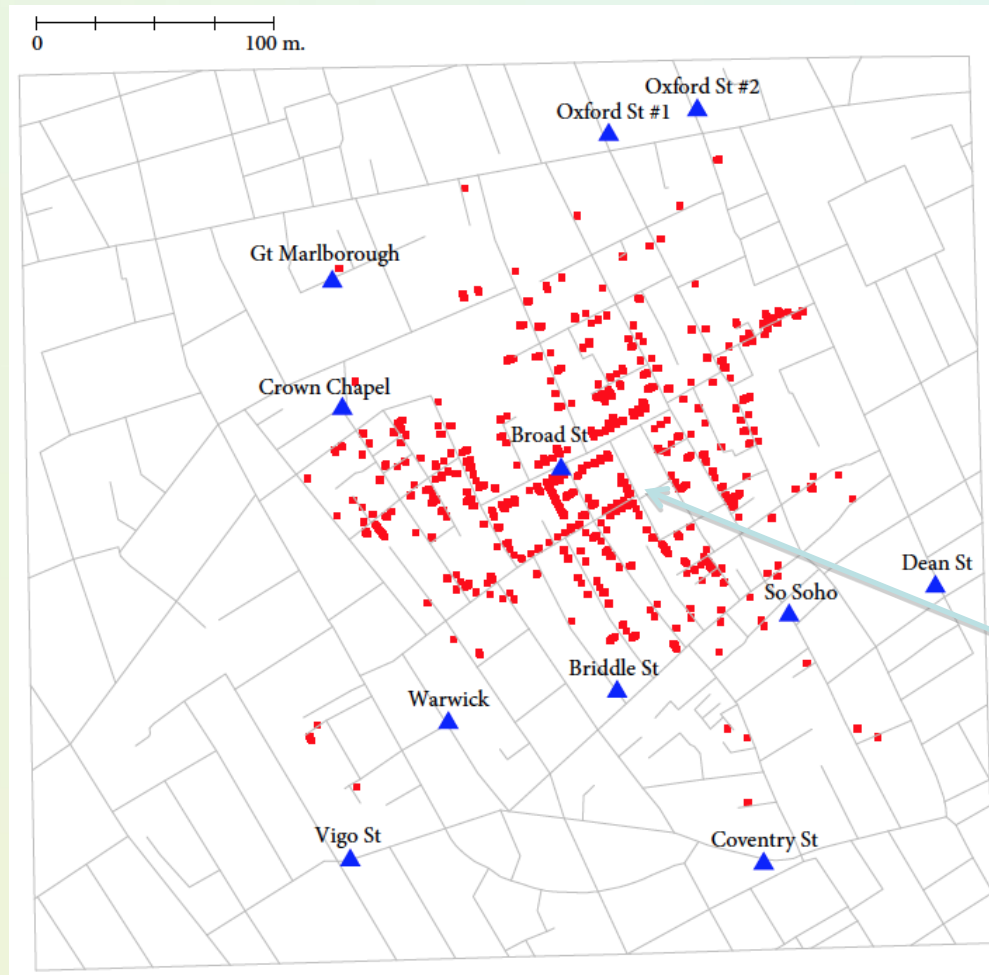 0 100 m.
Oxford St #2
Oxford St #1
Gt Marlborough
Crown Chapel
Broad St
Dean St
So Soho
Briddle St
Warwick
Vigo St
Coventry St